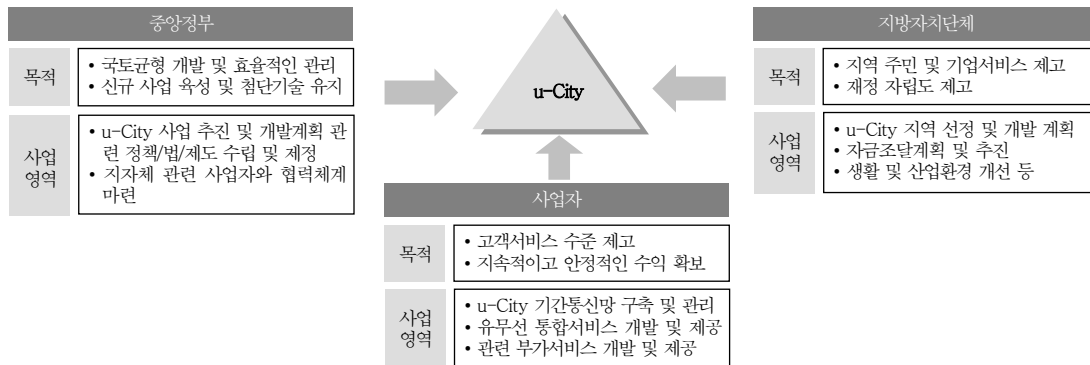 중앙정부
목적
• 국토균형 개발 및 효율적인 관리
• 신규 사업 육성 및 첨단기술 유지
사업
영역
• u-City 사업 추진 및 개발계획 관
련 정책/법/제도 수립 및 제정
• 지자체 관련 사업자와 협력체계
마련
u-City
지방자치단체
목적
• 지역 주민 및 기업서비스 제고
• 재정 자립도 제고
사업
영역
• u-City 지역 선정 및 개발 계획
• 자금조달계획 및 추진
• 생활 및 산업환경 개선 등
사업자
목적
• 고객서비스 수준 제고
• 지속적이고 안정적인 수익 확보
사업
영역
• u-City 기간통신망 구축 및 관리
• 유무선 통합서비스 개발 및 제공
• 관련 부가서비스 개발 및 제공